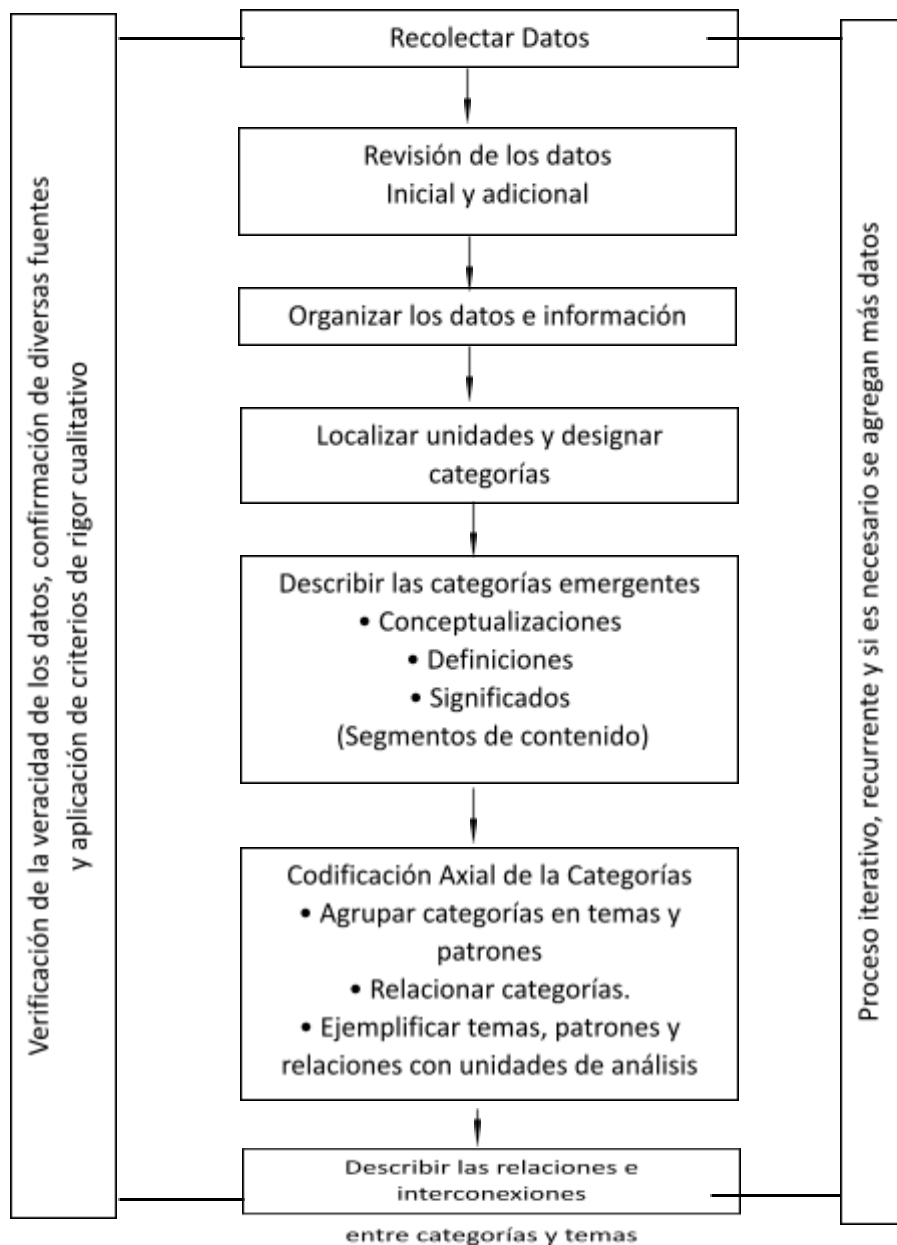 Recolectar Datos
Revisión de los datos
Inicial y adicional
Organizar los datos e información
Localizar unidades y designar
categorías
Describir las categorías emergentes
• Conceptualizaciones
• Definiciones
• Significados
(Segmentos de contenido)
Codificación Axial de la Categorías
• Agrupar categorías en temas y
patrones
• Relacionar categorías.
• Ejemplificar temas, patrones y
relaciones con unidades de análisis
Describir las relaciones e
interconexiones
entre categorías y temas
Verificación de la veracidad de los datos, confirmación de diversas fuentes
y aplicación de criterios de rigor cualitativo
Proceso iterativo, recurrente y si es necesario se agregan más datos